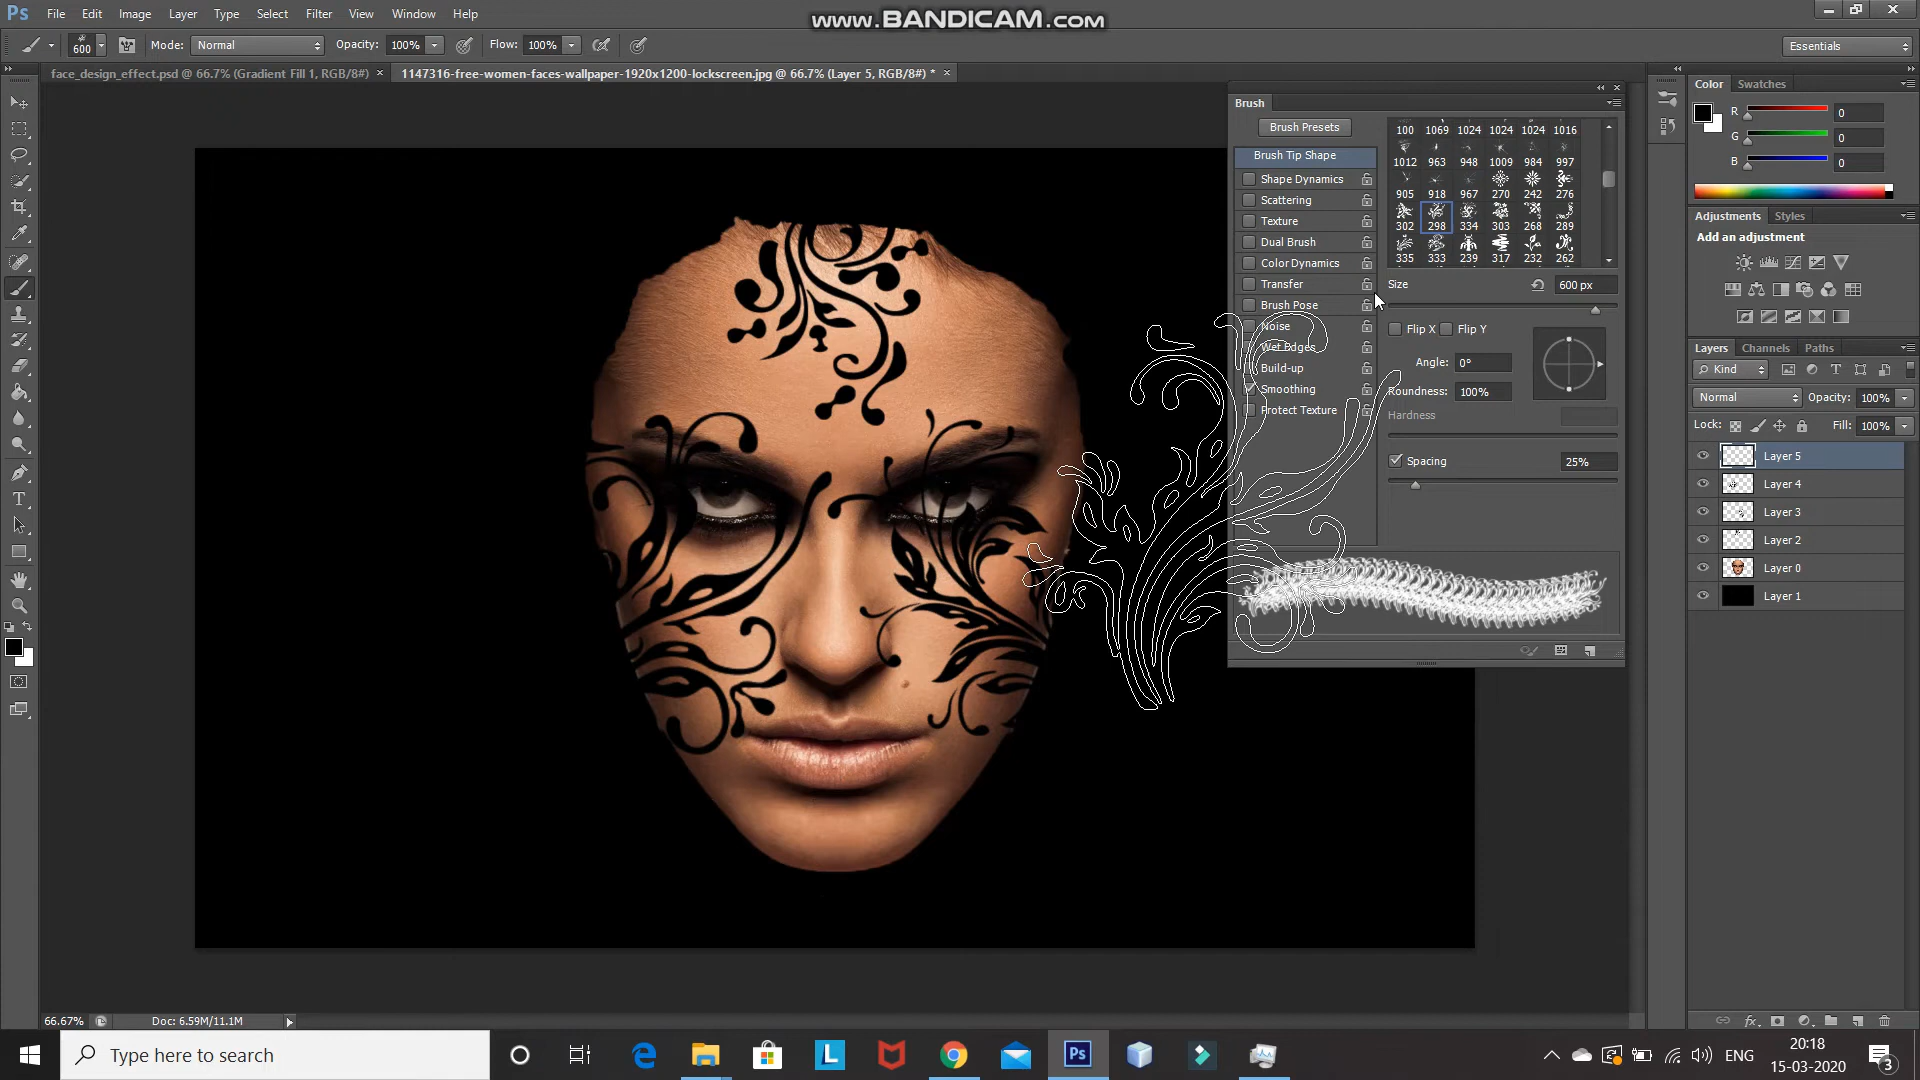 www.BANDICAM.com
Ps File Edit Image Layer Type Select Filter View Window Help
600 Mode: Normal Opacity: 100% Flow: 100% Essentials
face_design_effect.psd @ 66.7% (Gradient Fill 1, RGB/8#) × 1147316-free-women-faces-wallpaper-1920x1200-lockscreen.jpg @ 66.7% (Layer 5, RGB/8#) * ×
Brush
Brush Presets
Brush Tip Shape
Shape Dynamics
Scattering
Texture
Dual Brush
Color Dynamics
Transfer
Brush Pose
Noise
Wet Edges
Build-up
Smoothing
Protect Texture
100 1069 1024 1024 1024 1016
1012 963 948 1009 984 997
905 918 967 270 242 276
302 298 334 303 268 289
335 333 239 317 232 262
Size 600 px
Flip X Flip Y
Angle: 0°
Roundness: 100%
Hardness
Spacing 25%
Color Swatches
R 0
G 0
B 0
Adjustments Styles
Add an adjustment
Layers Channels Paths
Kind
Normal Opacity: 100%
Lock: Fill: 100%
Layer 5
Layer 4
Layer 3
Layer 2
Layer 0
Layer 1
66.67% Doc: 6.59M/11.1M
Type here to search
L
Ps
ENG
20:18
15-03-2020
3